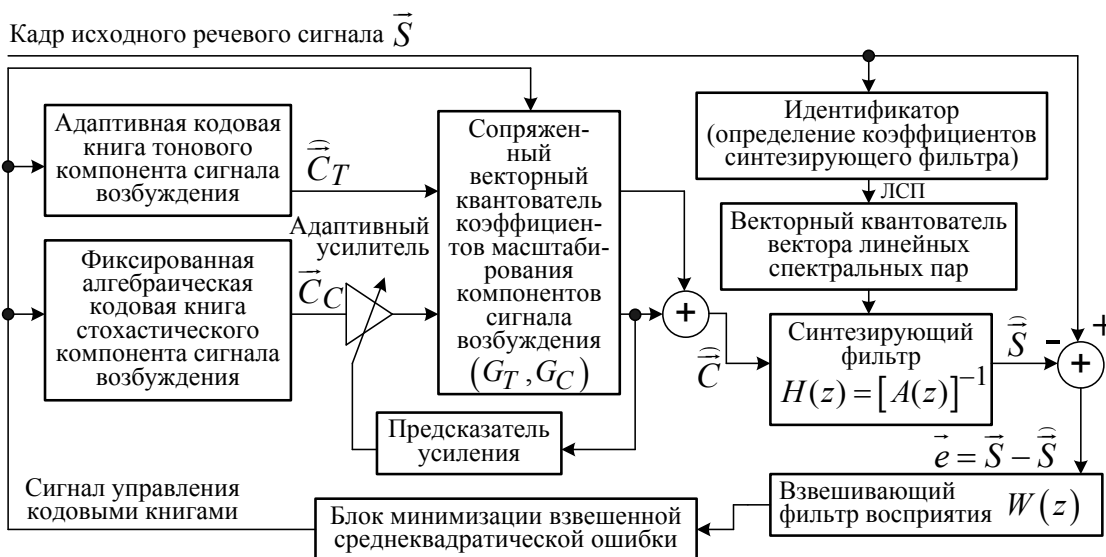 Кадр исходного речевого сигнала S⃗
Адаптивная кодовая
книга тонового
компонента сигнала
возбуждения
Ĉ⃗_T
Адаптивный
усилитель
Фиксированная
алгебраическая
кодовая книга
стохастического
компонента сигнала
возбуждения
C⃗_C
Сопряжен-
ный
векторный
квантователь
коэффициен-
тов масштаби-
рования
компонентов
сигнала
возбуждения
(G_T, G_C)
Предсказатель
усиления
+
Ĉ⃗
Идентификатор
(определение коэффициентов
синтезирующего фильтра)
ЛСП
Векторный квантователь
вектора линейных
спектральных пар
Синтезирующий
фильтр
H(z) = [A(z)]⁻¹
Ŝ⃗
-
+
+
e⃗ = S⃗ − Ŝ⃗
Взвешивающий
фильтр восприятия W(z)
Блок минимизации взвешенной
среднеквадратической ошибки
Сигнал управления
кодовыми книгами